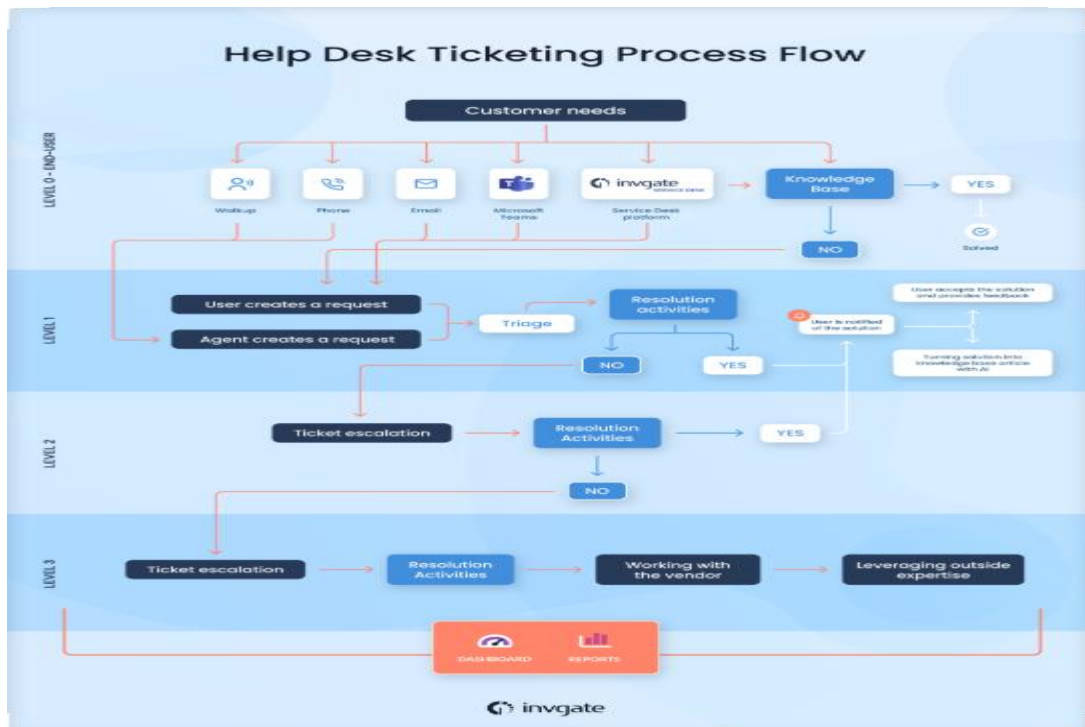 Help Desk Ticketing Process Flow
LEVEL 0 - END-USER
Customer needs
Walkup
Phone
Email
Microsoft
Teams
invgate
SERVICE DESK
Service Desk
platform
Knowledge
Base
YES
Solved
NO
LEVEL 1
User creates a request
Agent creates a request
Triage
Resolution
activities
NO
YES
User is notified
of the solution
User accepts the solution
and provides feedback
Turning solution into
knowledge base article
with AI
LEVEL 2
Ticket escalation
Resolution
Activities
YES
NO
LEVEL 3
Ticket escalation
Resolution
Activities
Working with
the vendor
Leveraging outside
expertise
DASHBOARD
REPORTS
invgate